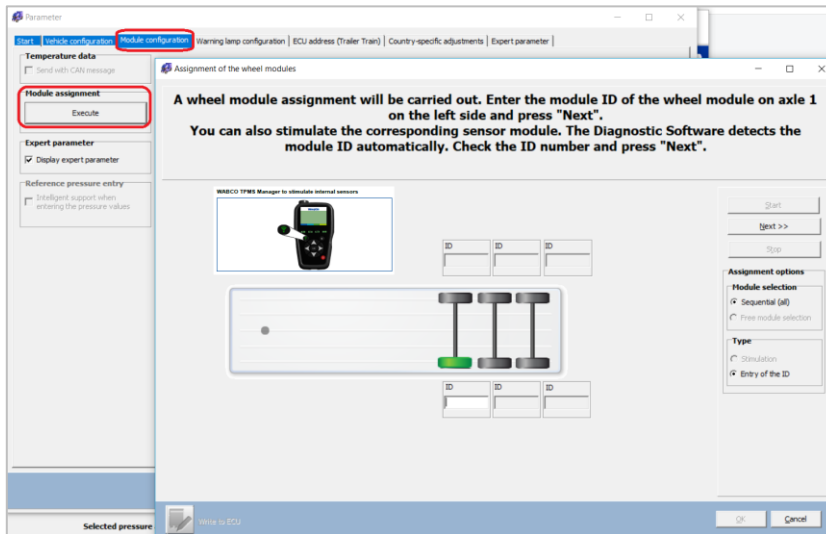 Parameter
Start
Vehicle configuration
Module configuration
Warning lamp configuration
ECU address (Trailer Train)
Country-specific adjustments
Expert parameter
Temperature data
Send with CAN message
Module assignment
Execute
Expert parameter
Display expert parameter
Reference pressure entry
Intelligent support when
entering the pressure values
Selected pressure
Assignment of the wheel modules
A wheel module assignment will be carried out. Enter the module ID of the wheel module on axle 1
on the left side and press "Next".
You can also stimulate the corresponding sensor module. The Diagnostic Software detects the
module ID automatically. Check the ID number and press "Next".
WABCO TPMS Manager to stimulate internal sensors
ID
ID
ID
ID
ID
ID
Start
Next >>
Stop
Assignment options
Module selection
Sequential (all)
Free module selection
Type
Stimulation
Entry of the ID
Write to ECU
OK
Cancel